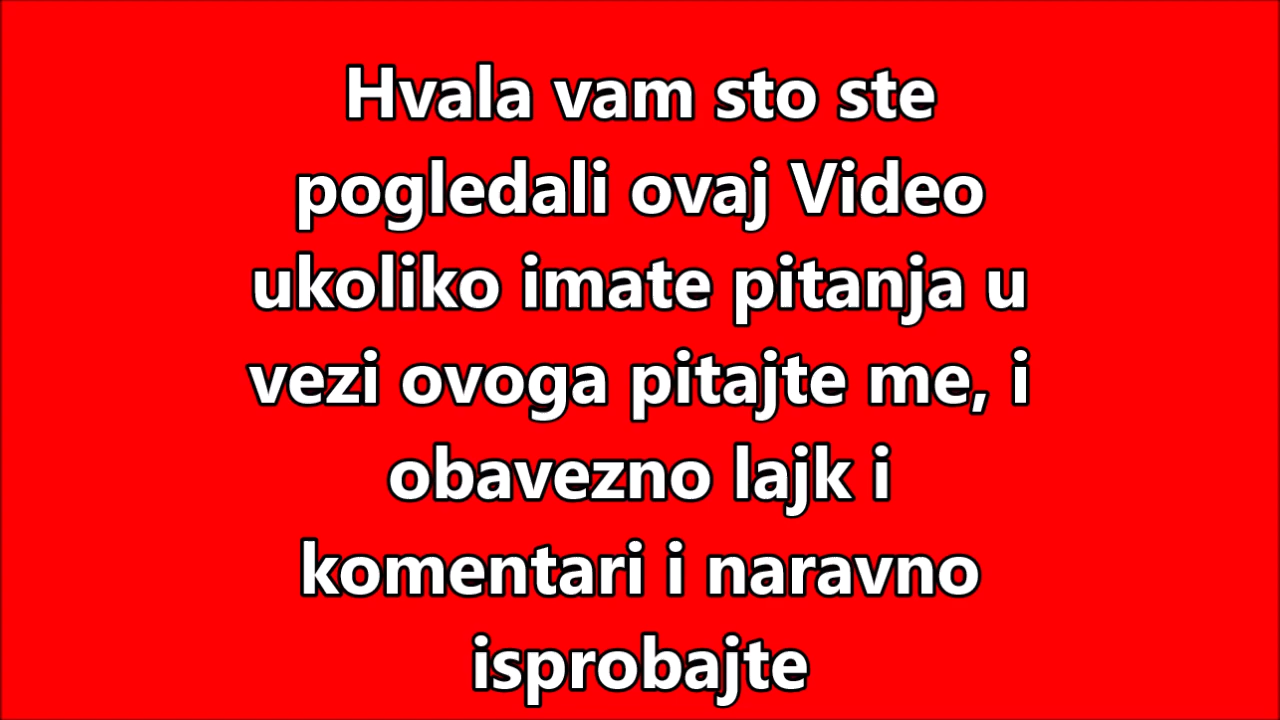 Hvala vam sto ste
pogledali ovaj Video
ukoliko imate pitanja u
vezi ovoga pitajte me, i
obavezno lajk i
komentari i naravno
isprobajte